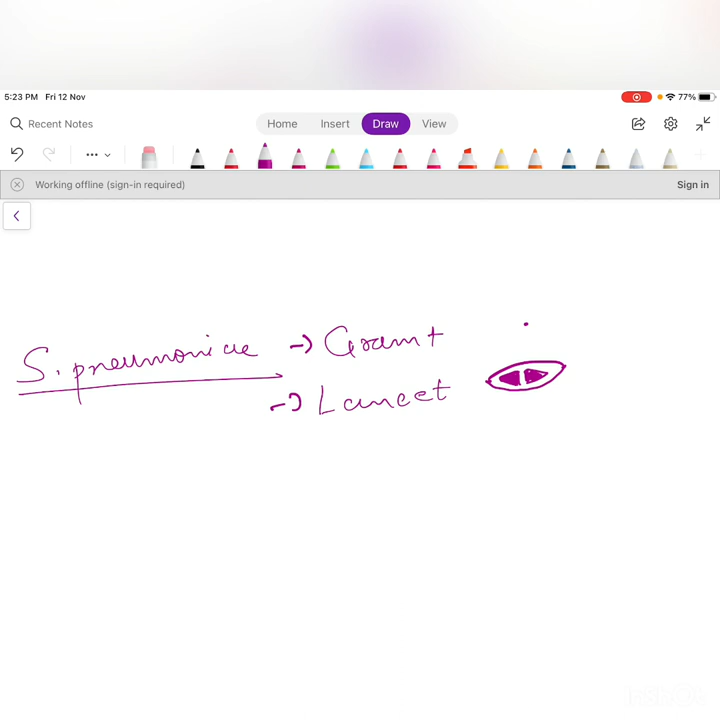 5:23 PM Fri 12 Nov
77%
Recent Notes
Home Insert Draw View
Working offline (sign-in required)
Sign in
S. pneumoniae → Gram+
→ Lancet